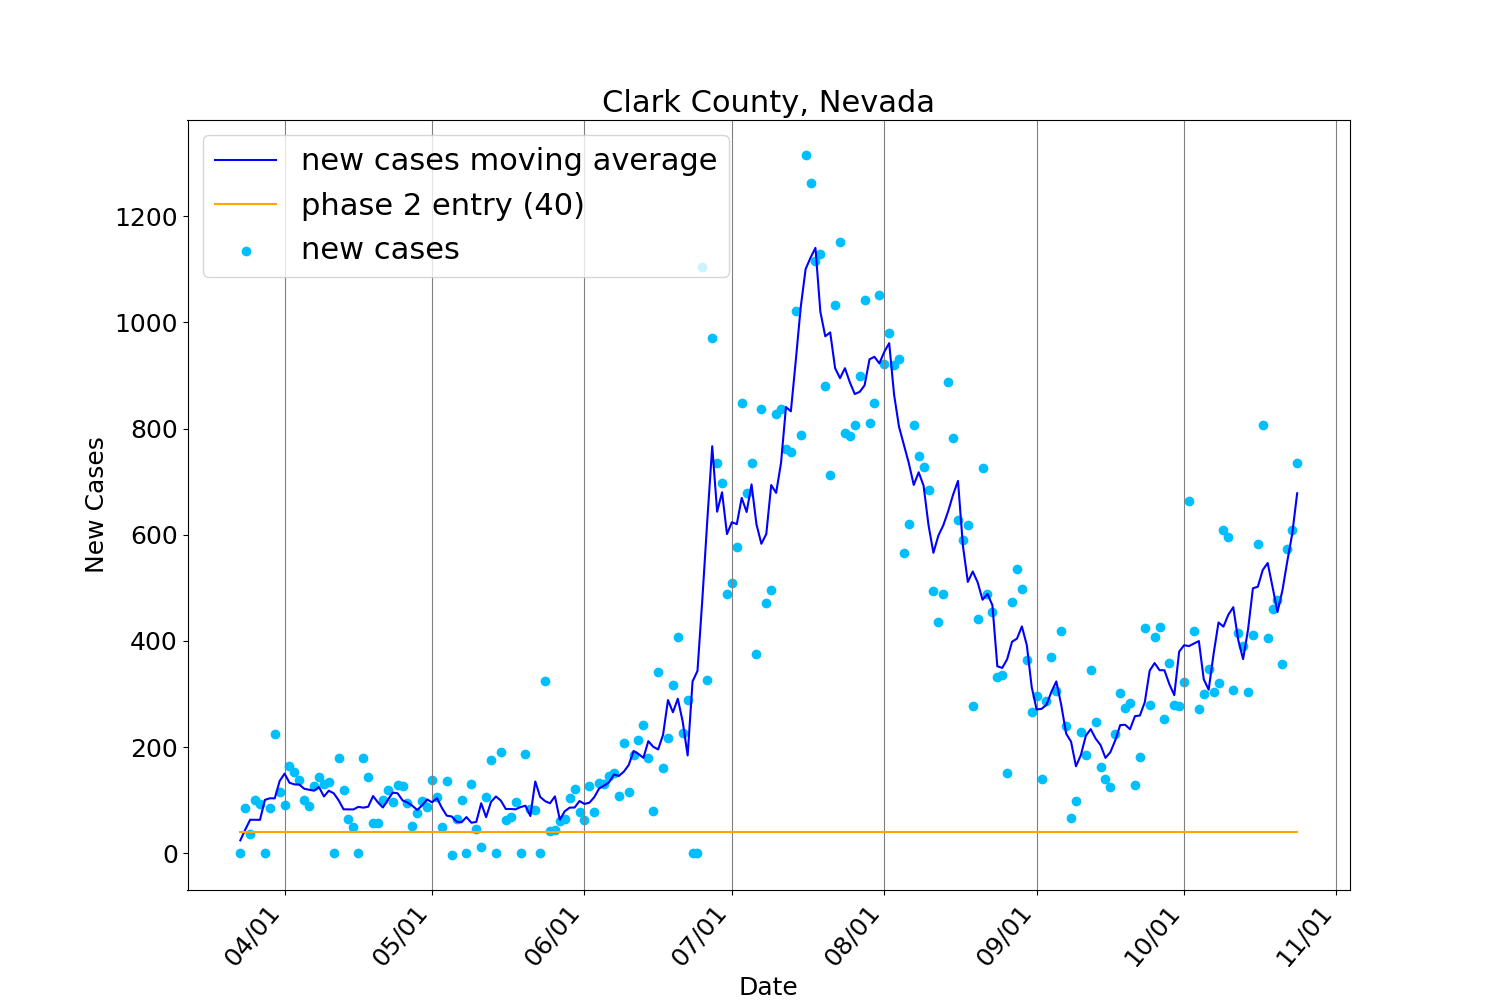 Clark County, Nevada
new cases moving average
phase 2 entry (40)
new cases
New Cases
1200
1000
800
600
400
200
0
04/01
05/01
06/01
07/01
08/01
09/01
10/01
11/01
Date